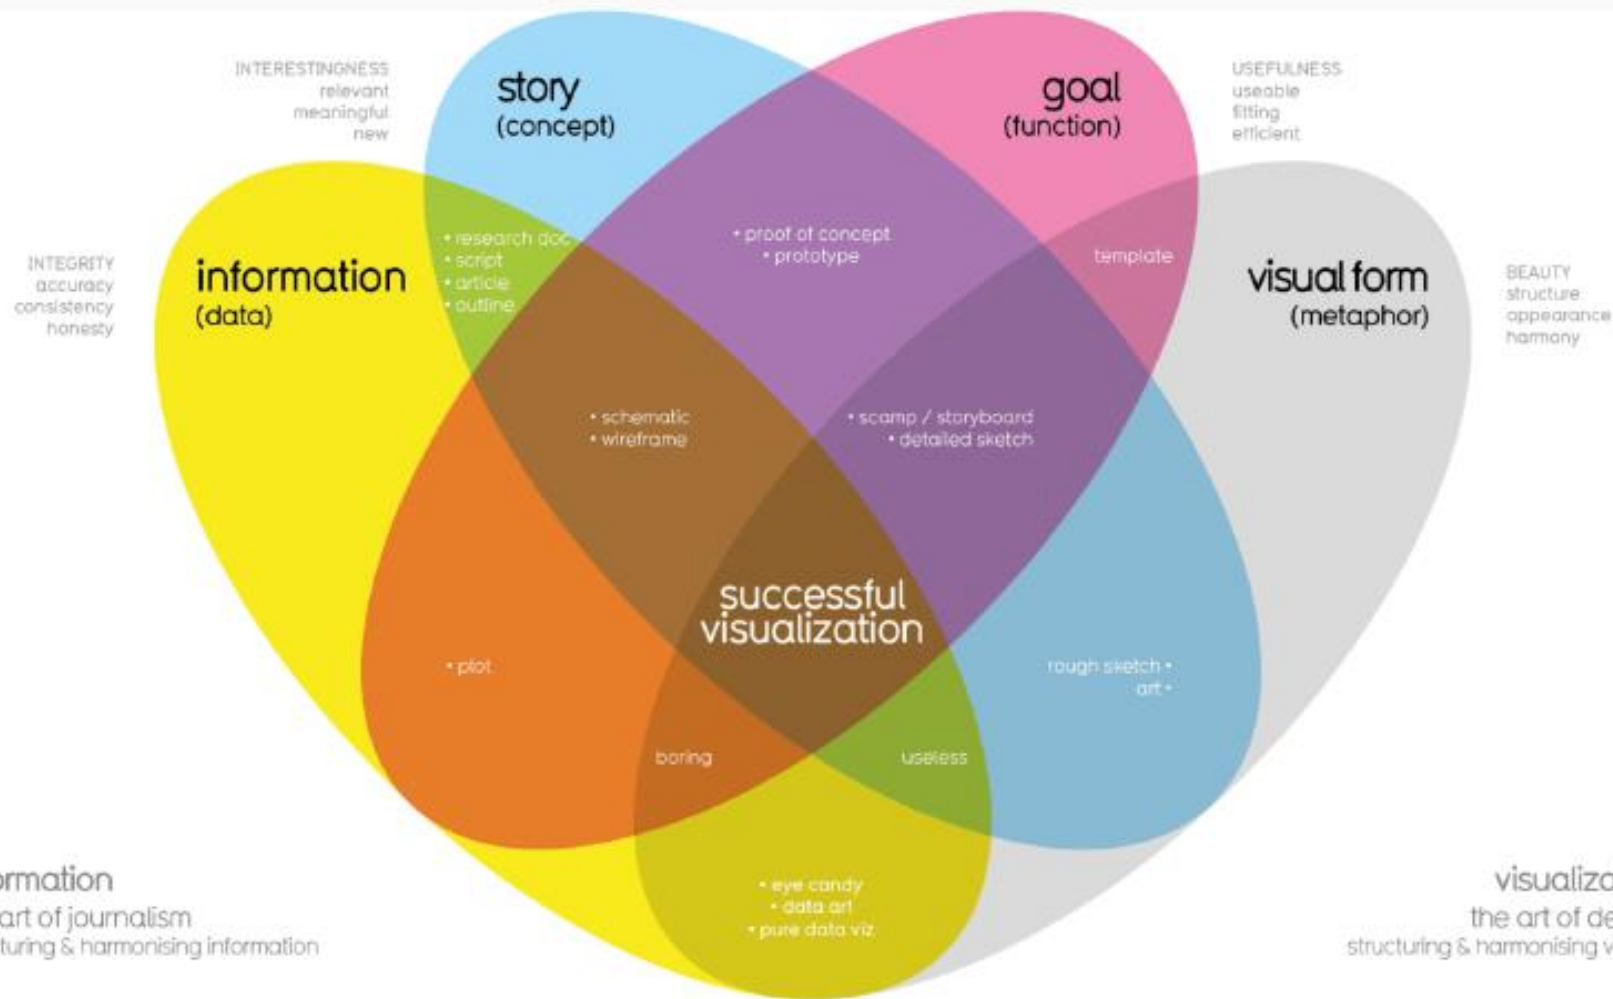 INTERESTINGNESS
relevant
meaningful
new
story
(concept)
goal
(function)
USEFULNESS
useable
fitting
efficient
INTEGRITY
accuracy
consistency
honesty
information
(data)
• research doc
• script
• article
• outline
• proof of concept
• prototype
template
visual form
(metaphor)
BEAUTY
structure
appearance
harmony
• schematic
• wireframe
• scamp / storyboard
• detailed sketch
successful
visualization
• plot
rough sketch •
art •
boring
useless
• eye candy
• data art
• pure data viz
ormation
art of journalism
turing & harmonising information
visualiza
the art of de
structuring & harmonising v